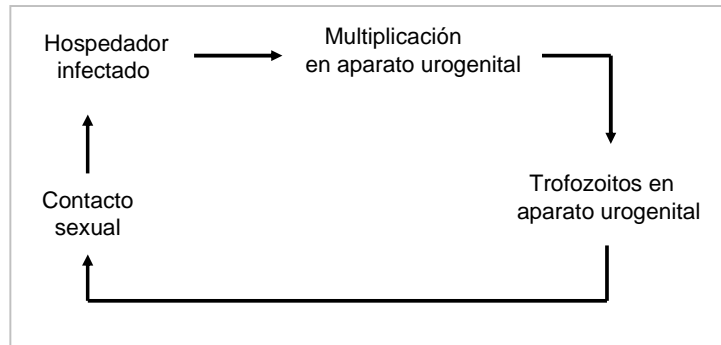 Hospedador
infectado
Multiplicación
en aparato urogenital
Trofozoitos en
aparato urogenital
Contacto
sexual